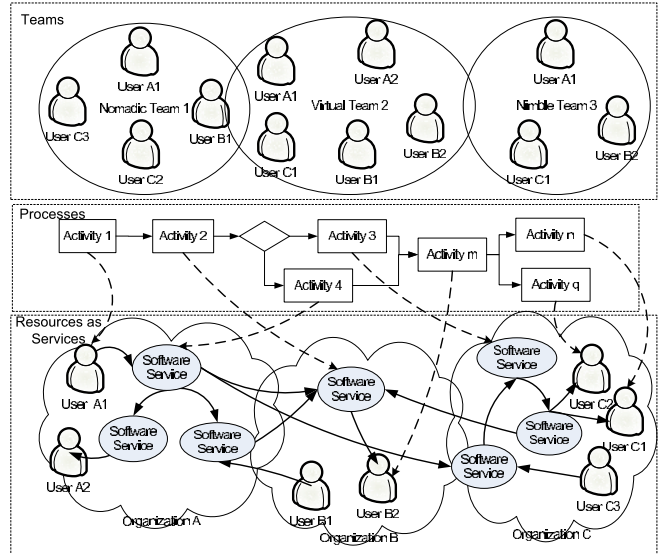 Teams
User A1
User A2
User A1
Nomadic Team 1
User A1
Virtual Team 2
Nimble Team 3
User C3
User B1
User B2
User B2
User C2
User C1
User B1
User C1
Processes
Activity 1
Activity 2
Activity 3
Activity n
Activity m
Activity 4
Activity q
Resources as
Services
Software
Service
Software
Service
User A1
Software
Service
User C2
Software
Service
Software
Service
Software
Service
User C1
Software
Service
User A2
User C3
User B1
User B2
Organization A
Organization B
Organization C